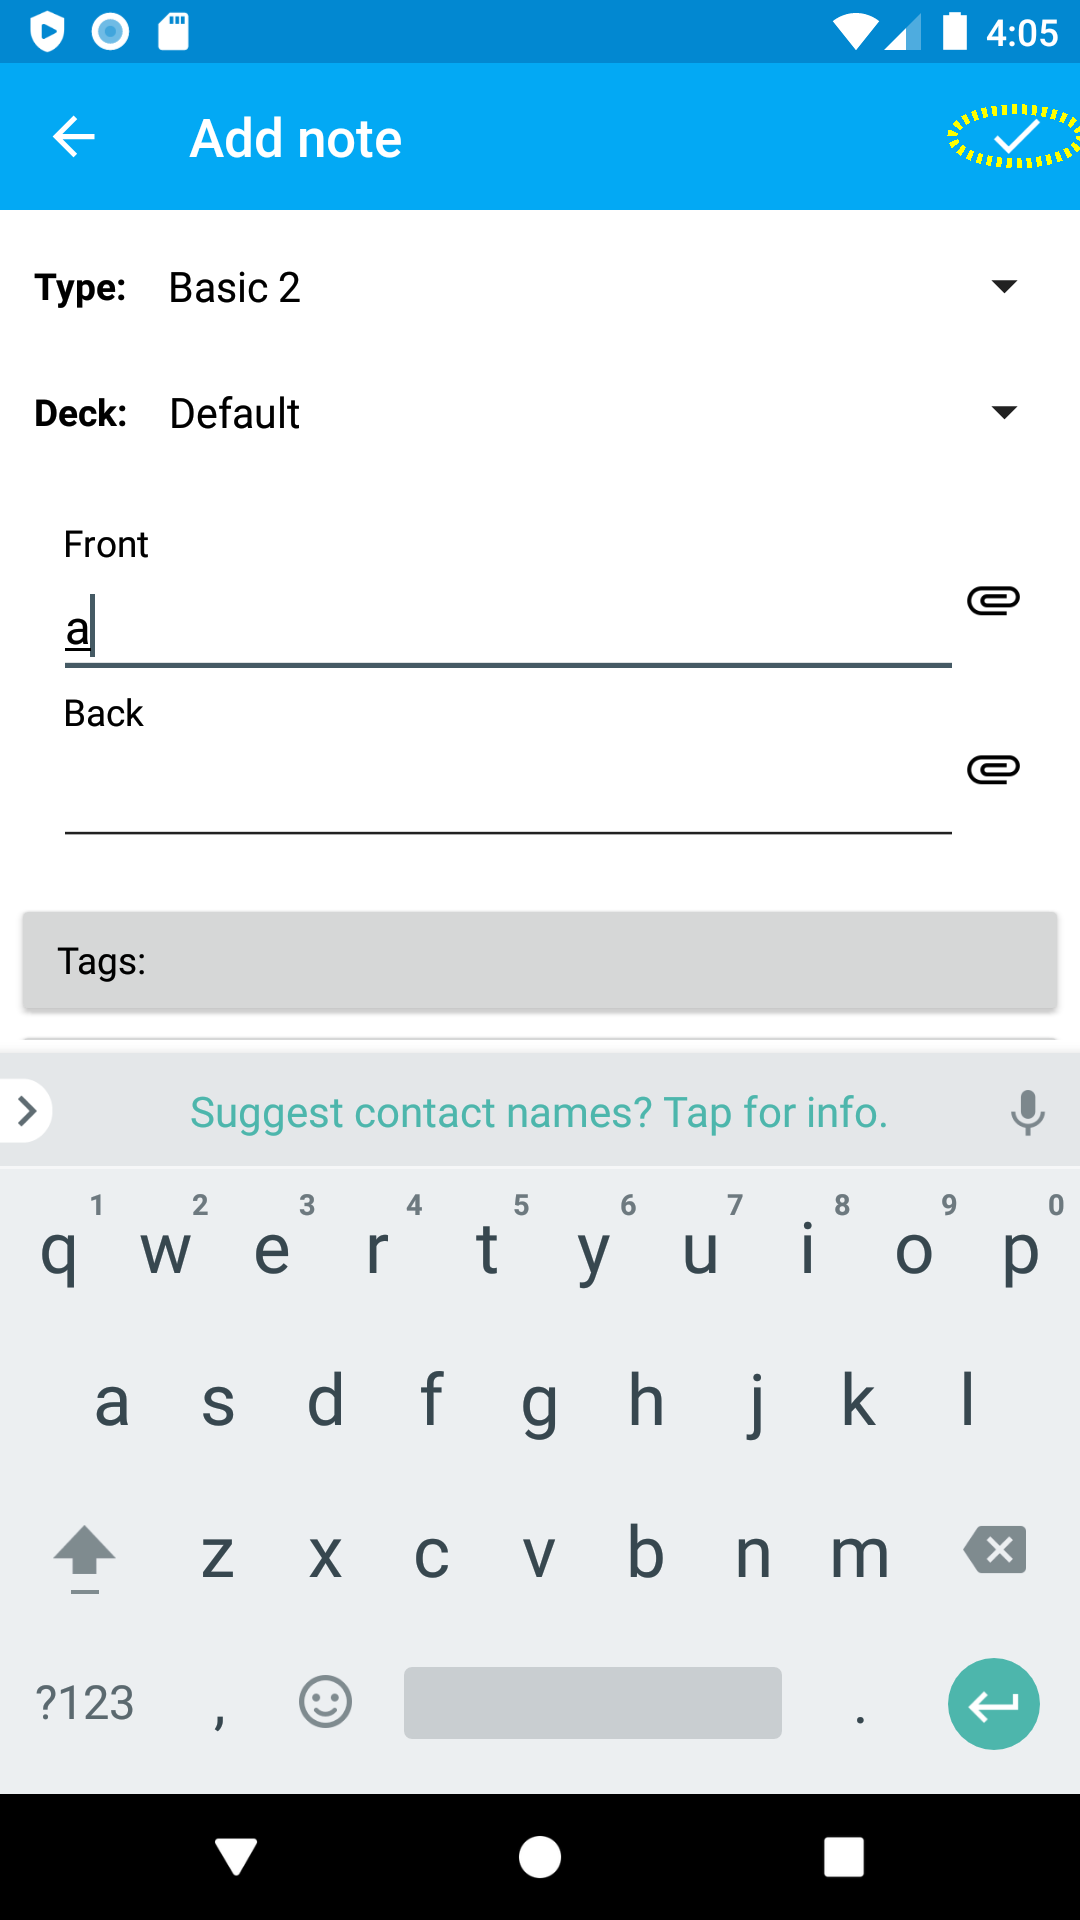 4:05
Add note
Type: Basic 2
Deck: Default
Front
a
Back
Tags:
Suggest contact names? Tap for info.
1 2 3 4 5 6 7 8 9 0
q w e r t y u i o p
a s d f g h j k l
z x c v b n m
?123 , .